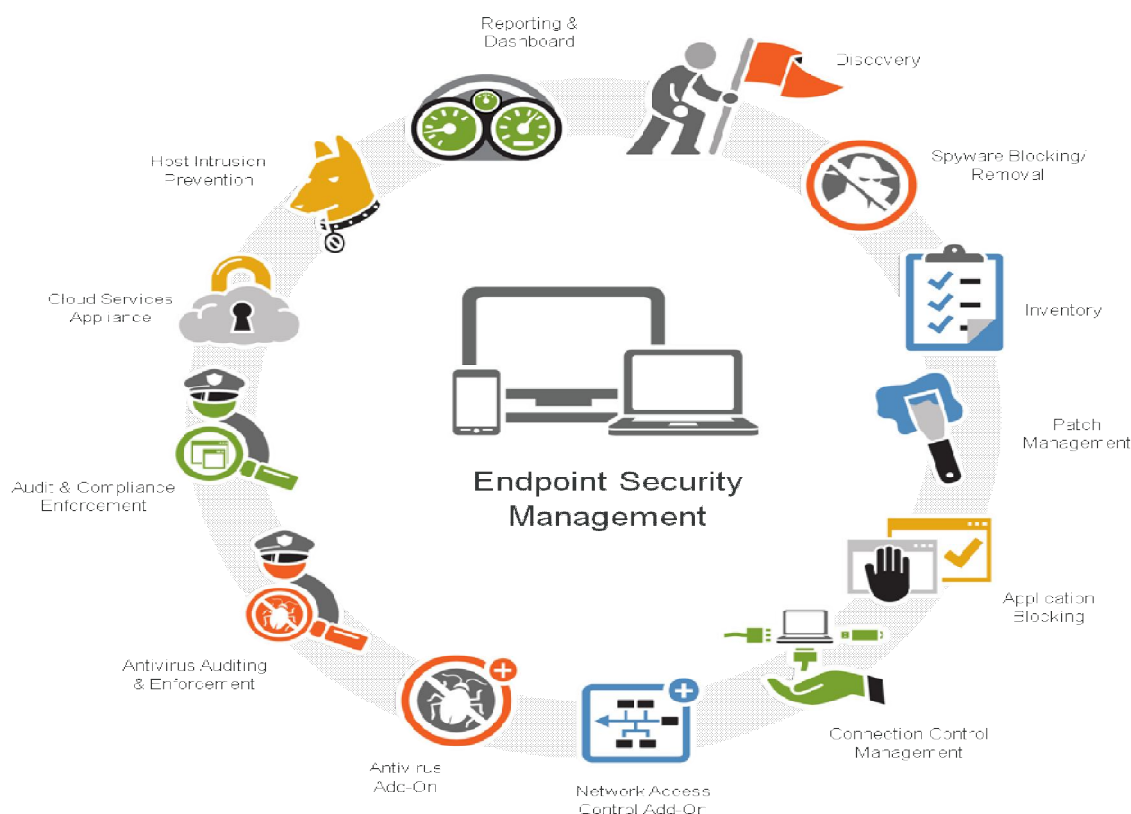 Reporting &
Dashboard
Discovery
Spyware Blocking/
Removal
Inventory
Patch
Management
Application
Blocking
Connection Control
Management
Network Access
Control Add-On
Antivirus
Add-On
Antivirus Auditing
& Enforcement
Audit & Compliance
Enforcement
Cloud Services
Appliance
Host Intrusion
Prevention
Endpoint Security
Management